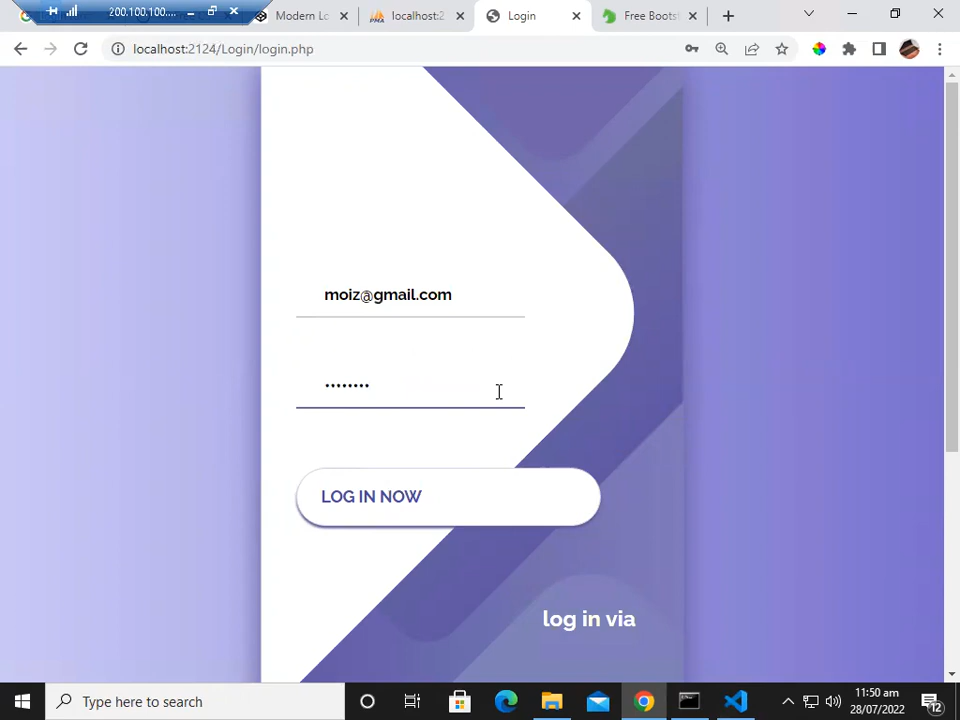 200.100.100....
Modern Lo
localhost:2
Login
Free Bootst
localhost:2124/Login/login.php
moiz@gmail.com
••••••••
LOG IN NOW
log in via
Type here to search
11:50 am
28/07/2022
12